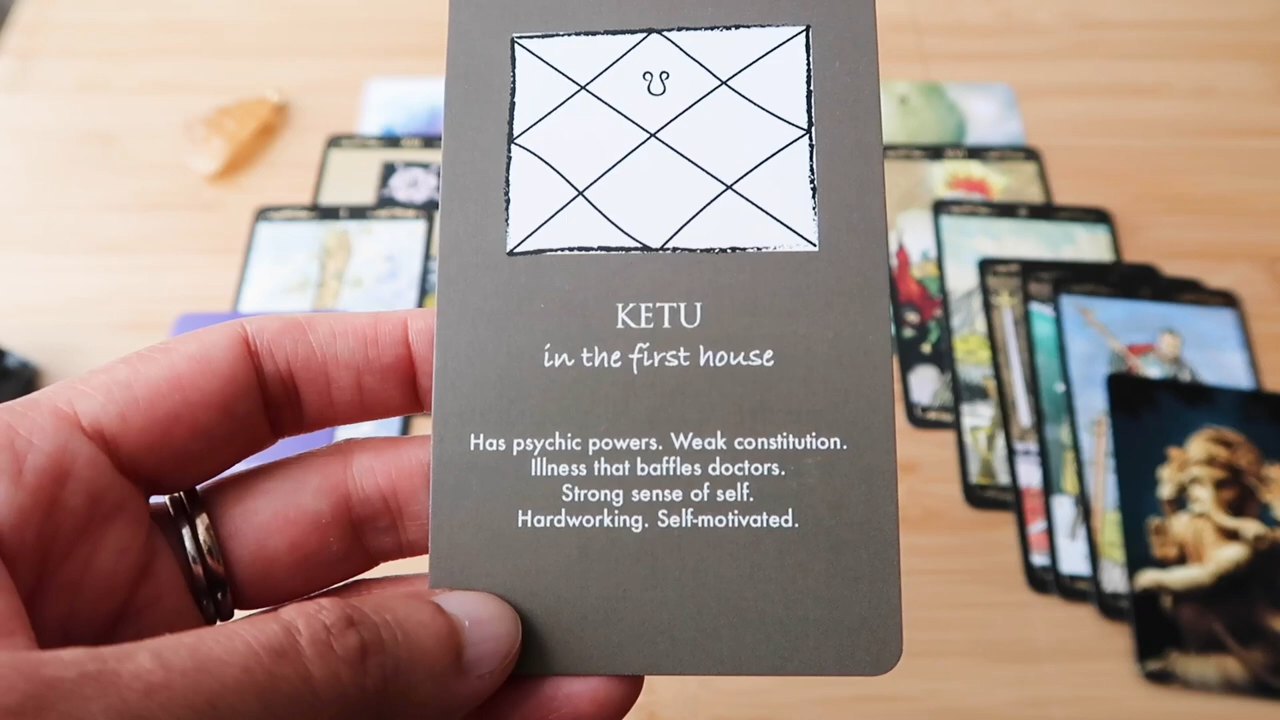 KETU
in the first house
Has psychic powers. Weak constitution.
Illness that baffles doctors.
Strong sense of self.
Hardworking. Self-motivated.